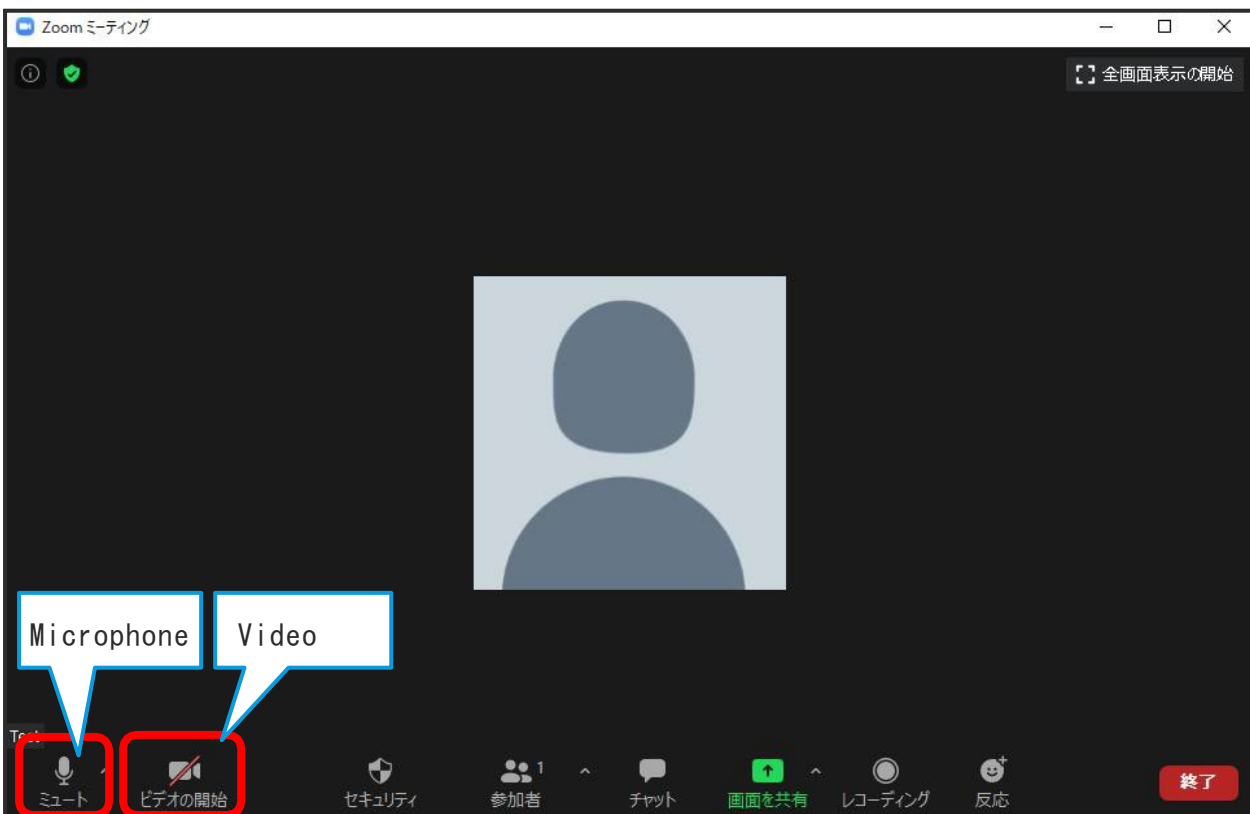 Zoom ミーティング
全画面表示の開始
Microphone
Video
Test
ミュート
ビデオの開始
セキュリティ
参加者
1
チャット
画面を共有
レコーディング
反応
終了